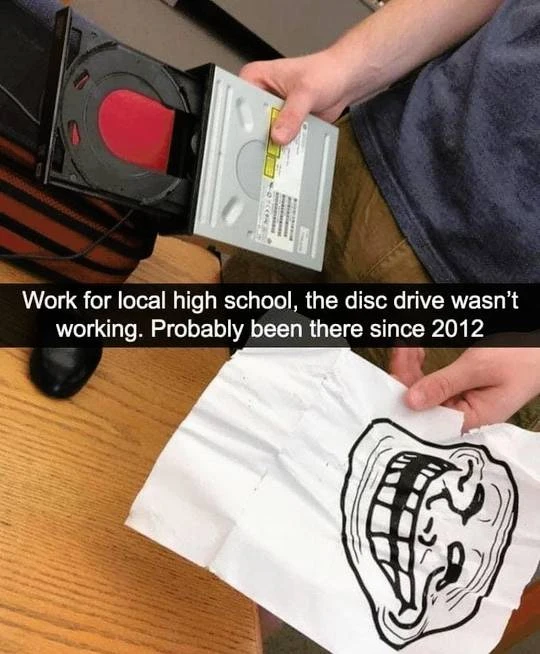 Work for local high school, the disc drive wasn't
working. Probably been there since 2012